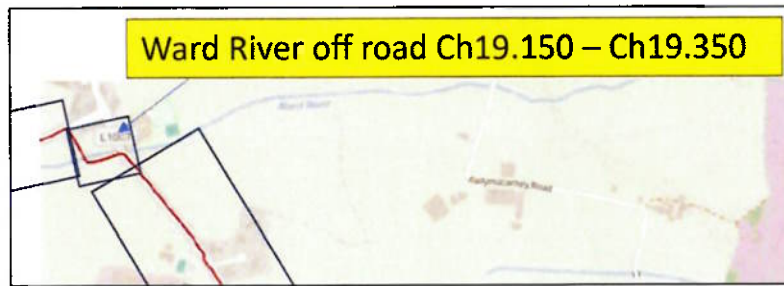 Ward River off road Ch19.150 – Ch19.350
Ward River
Ballymacarney Road